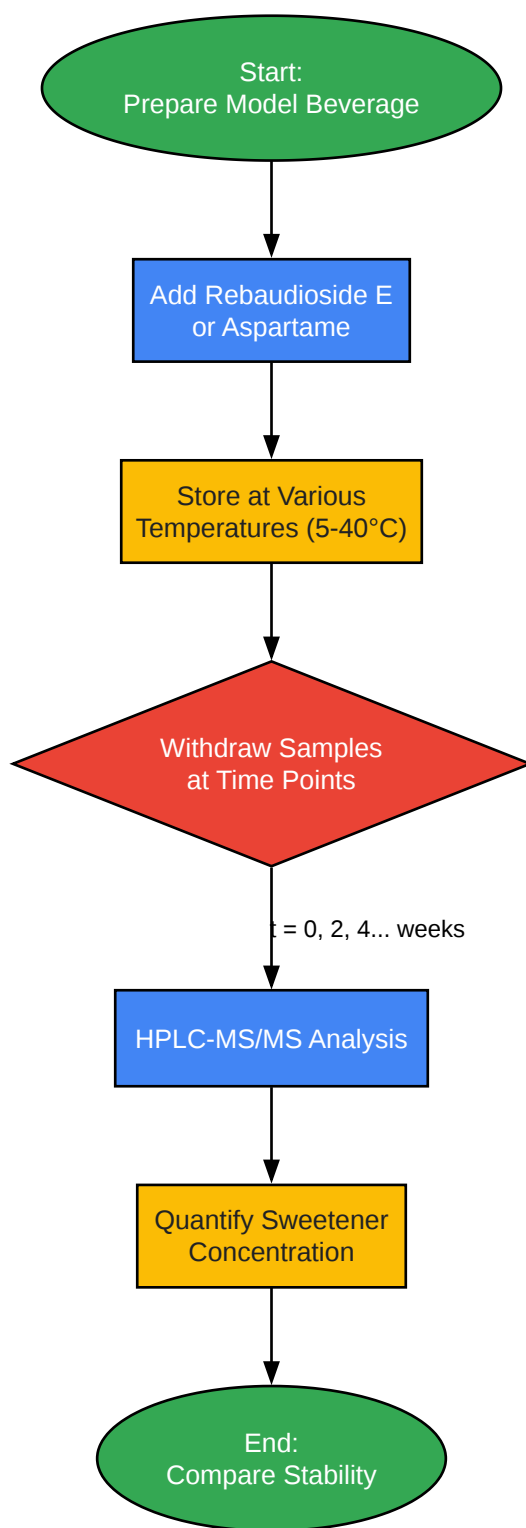 Start:
Prepare Model Beverage
Add Rebaudioside E
or Aspartame
Store at Various
Temperatures (5-40°C)
Withdraw Samples
at Time Points
t = 0, 2, 4... weeks
HPLC-MS/MS Analysis
Quantify Sweetener
Concentration
End:
Compare Stability